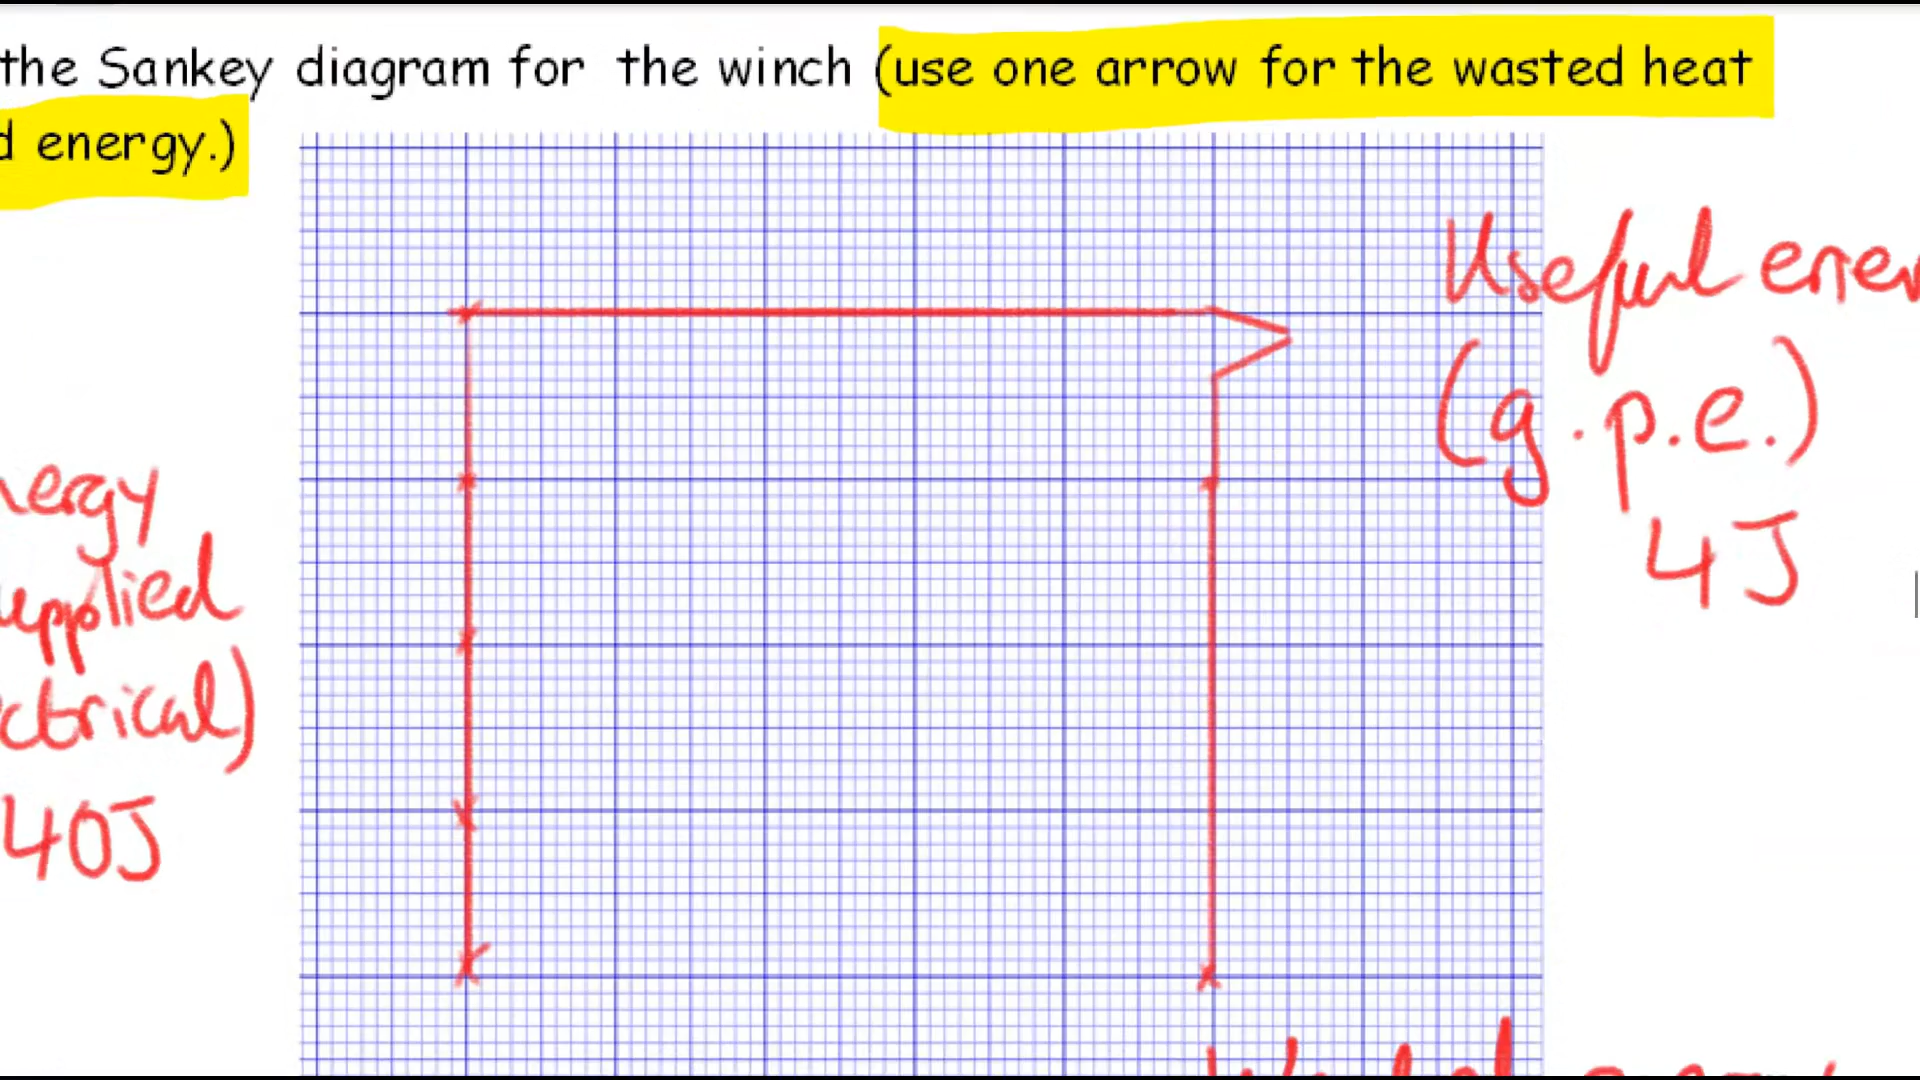 the Sankey diagram for the winch (use one arrow for the wasted heat
d energy.)
Useful ener
(g.p.e.)
4J
nergy
upplied
ctrical)
40J